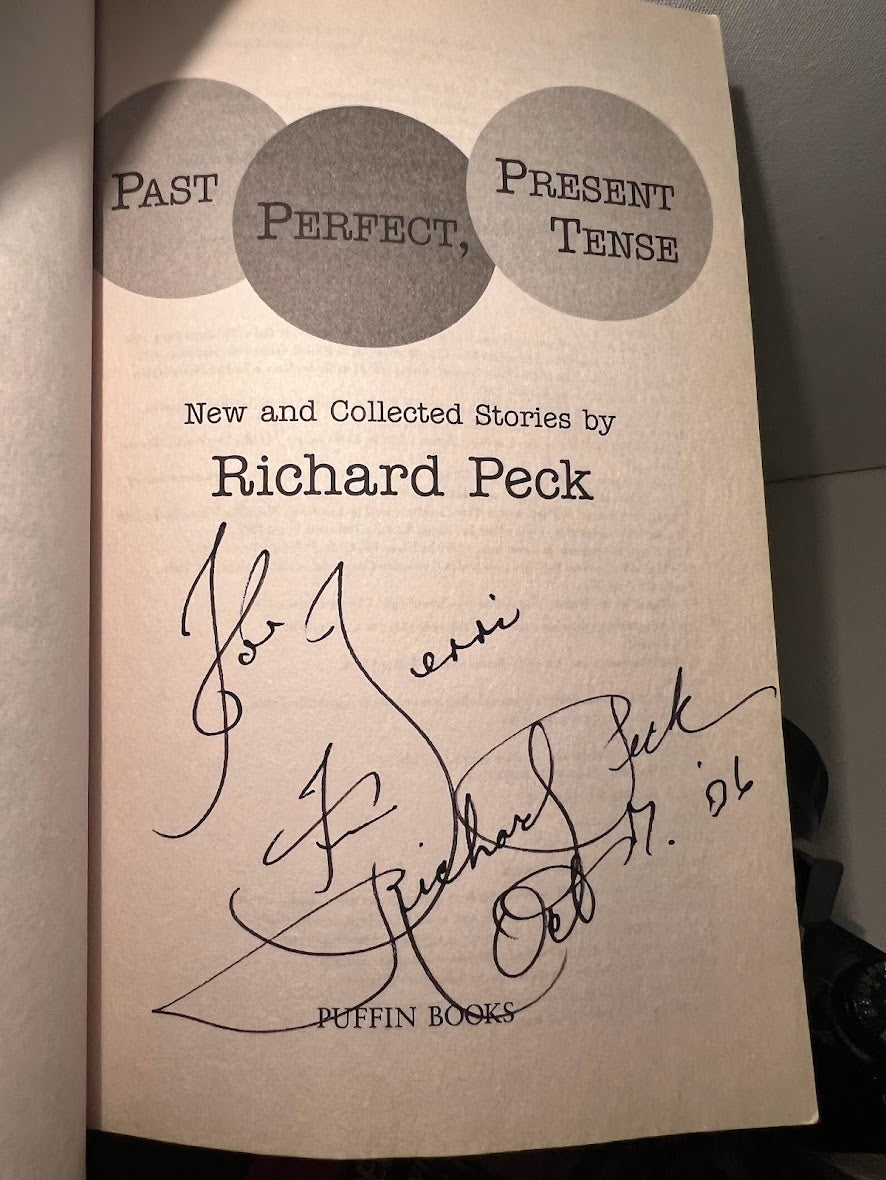 PAST PERFECT, PRESENT
TENSE
New and Collected Stories by
Richard Peck
For Terri
Fr
Richard Peck
Oct 17. '06
PUFFIN BOOKS